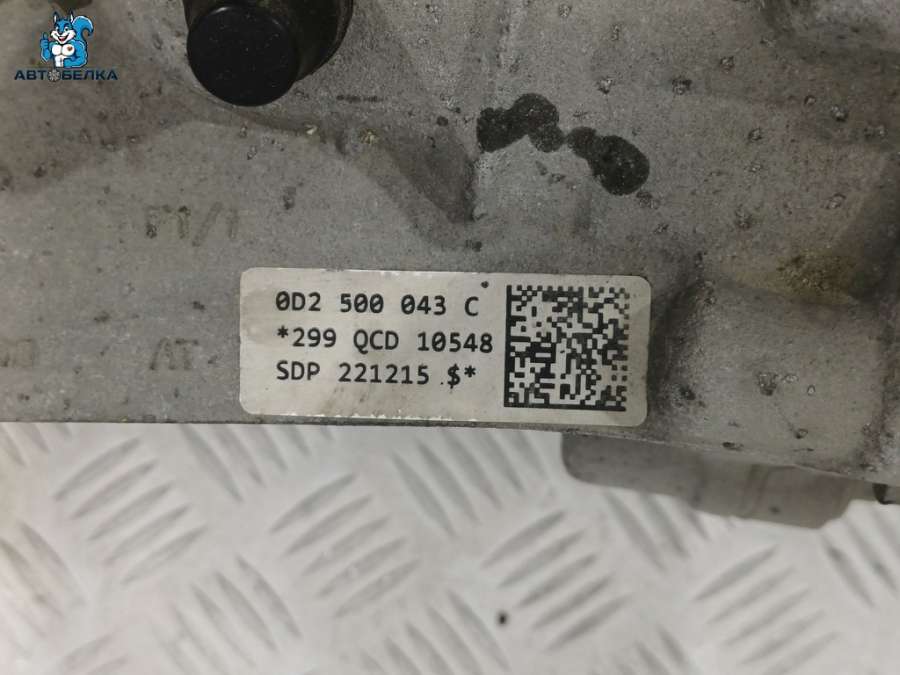 АВТОБЕЛКА
0D2 500 043 C
*299 QCD 10548
SDP 221215 $*